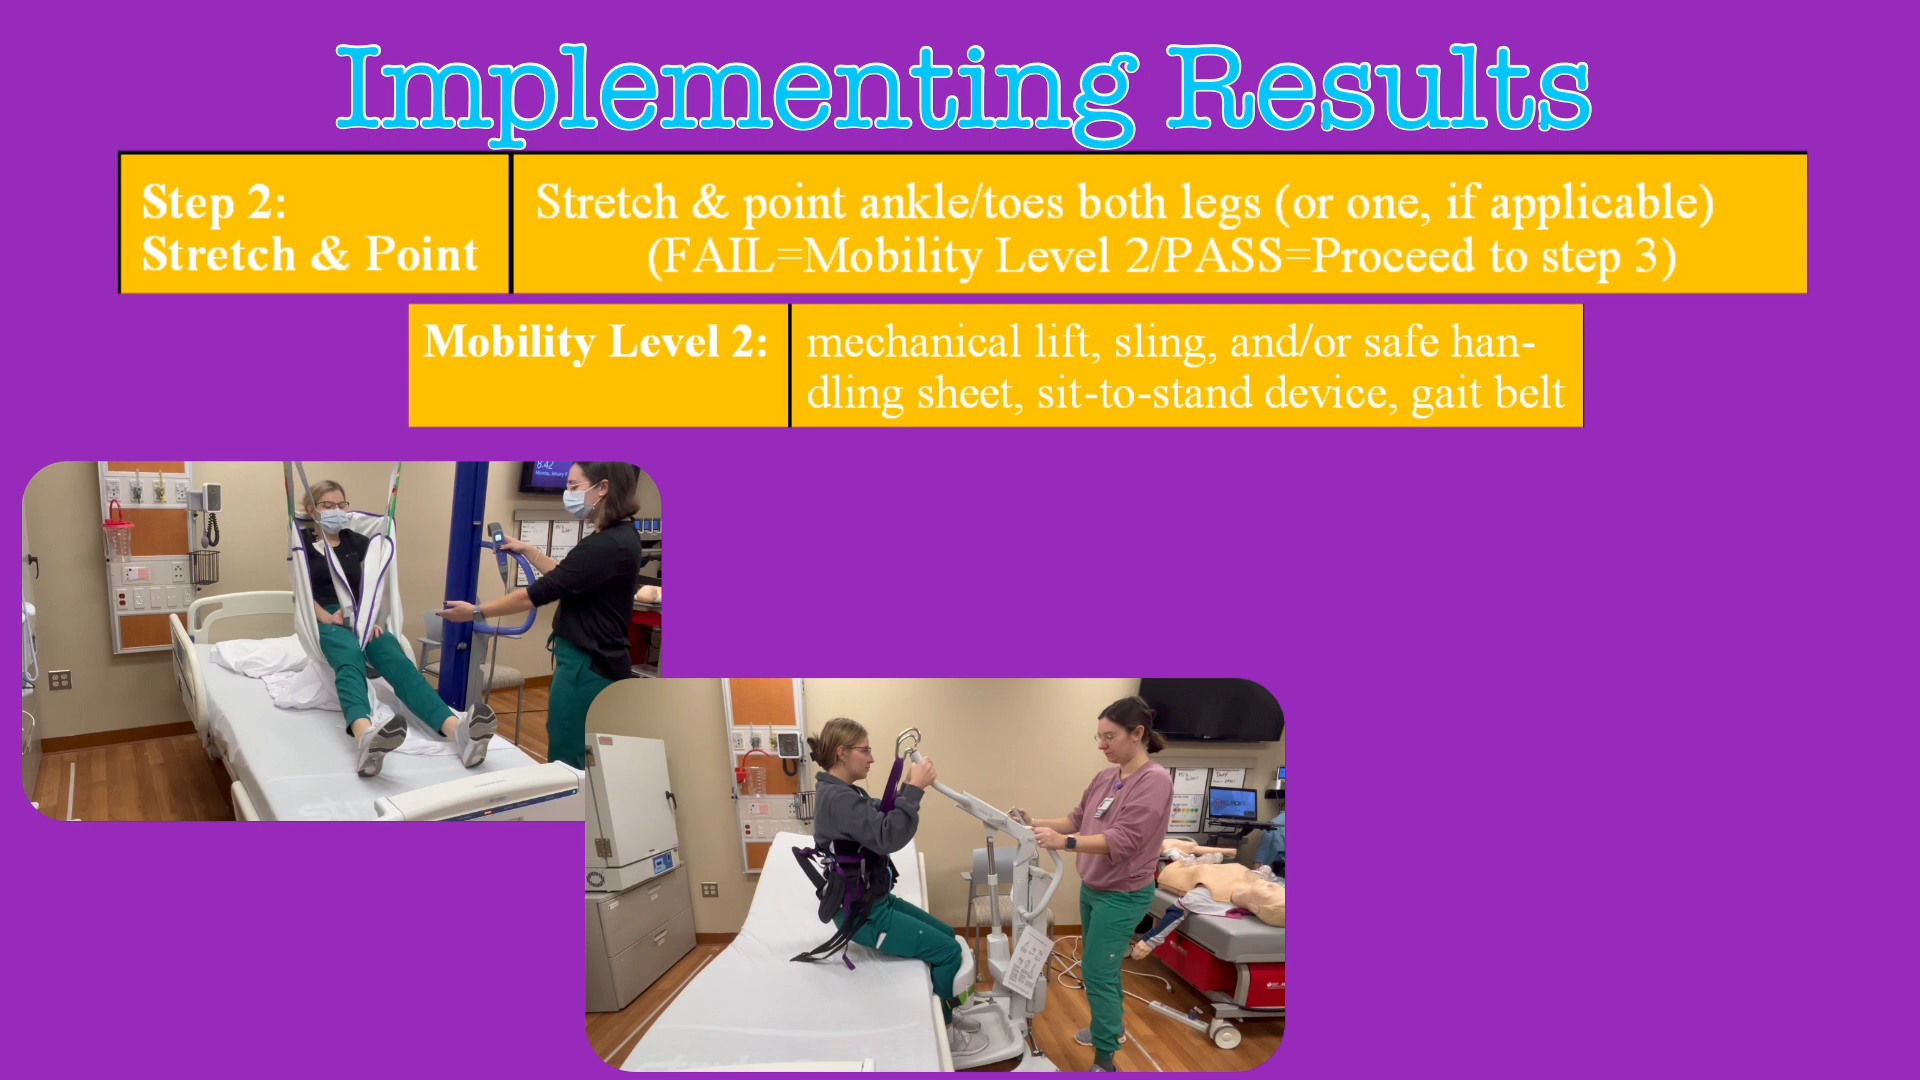 Implementing Results
Step 2:
Stretch & Point
Stretch & point ankle/toes both legs (or one, if applicable)
(FAIL=Mobility Level 2/PASS=Proceed to step 3)
Mobility Level 2:
mechanical lift, sling, and/or safe han-
dling sheet, sit-to-stand device, gait belt
8:42